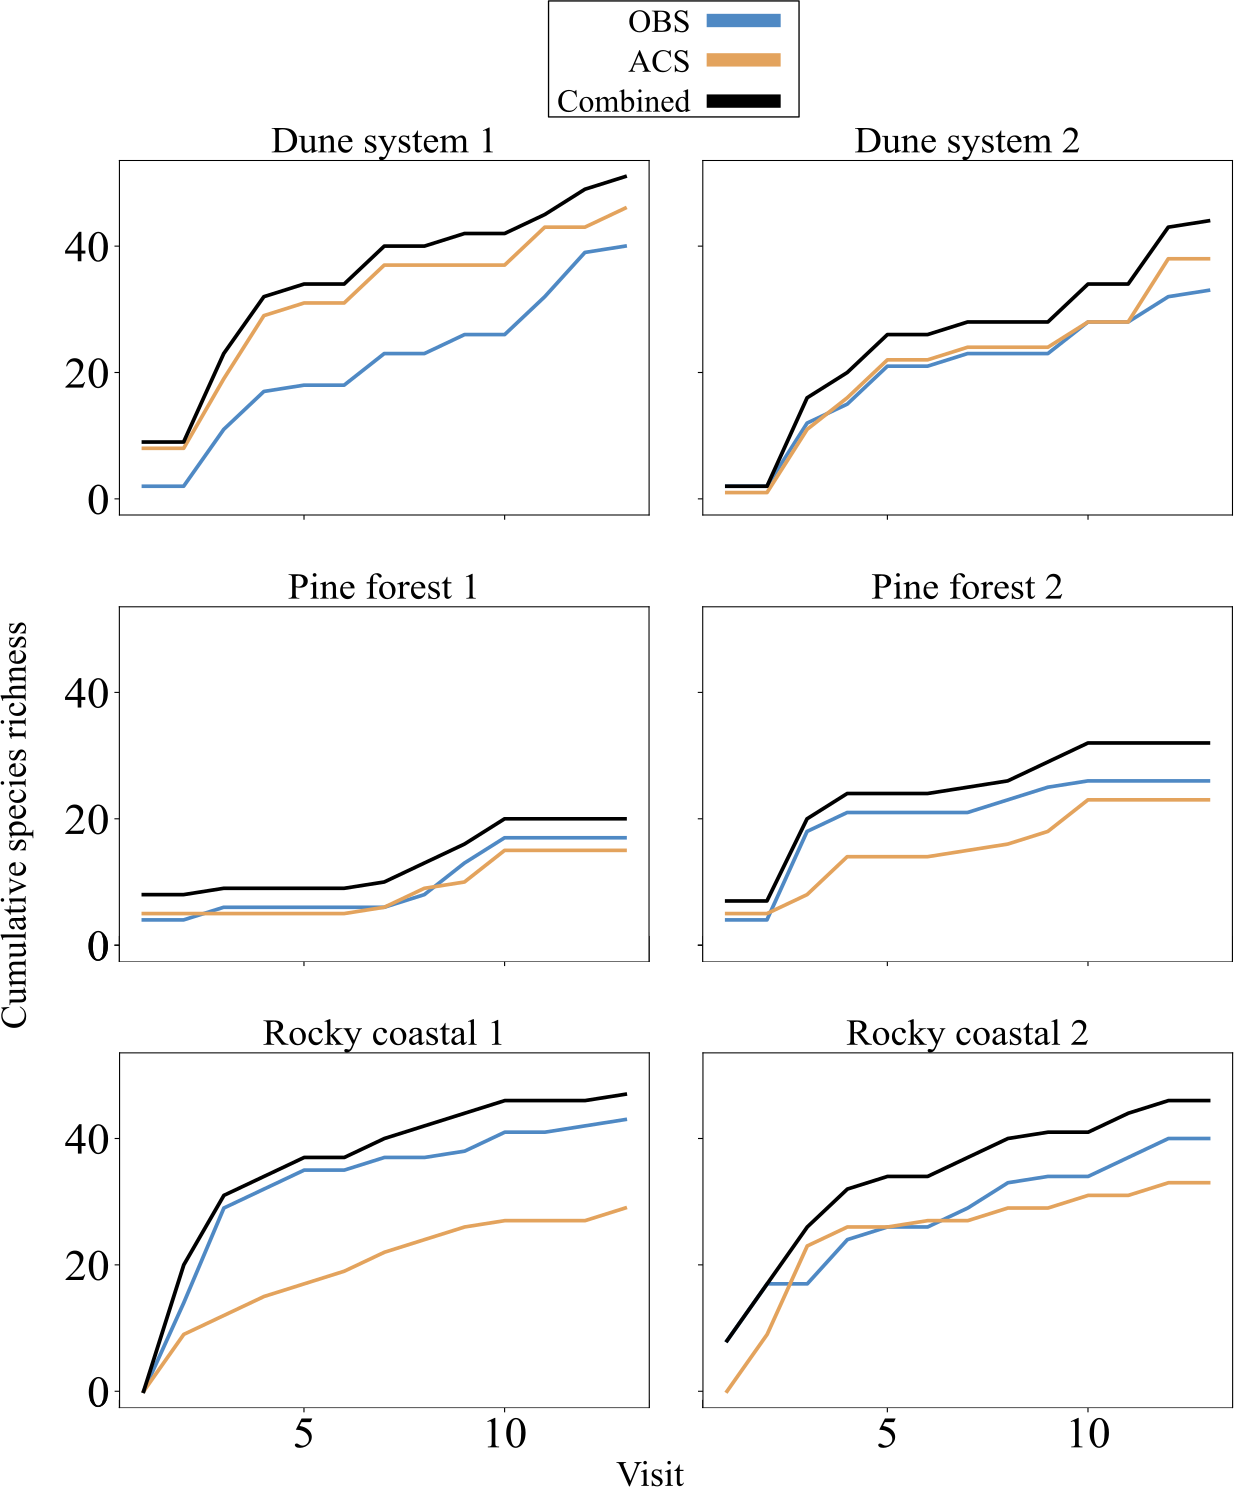 OBS
ACS
Combined
Dune system 1
Dune system 2
40
20
0
Pine forest 1
Pine forest 2
40
20
0
Cumulative species richness
Rocky coastal 1
Rocky coastal 2
40
20
0
5
10
5
10
Visit